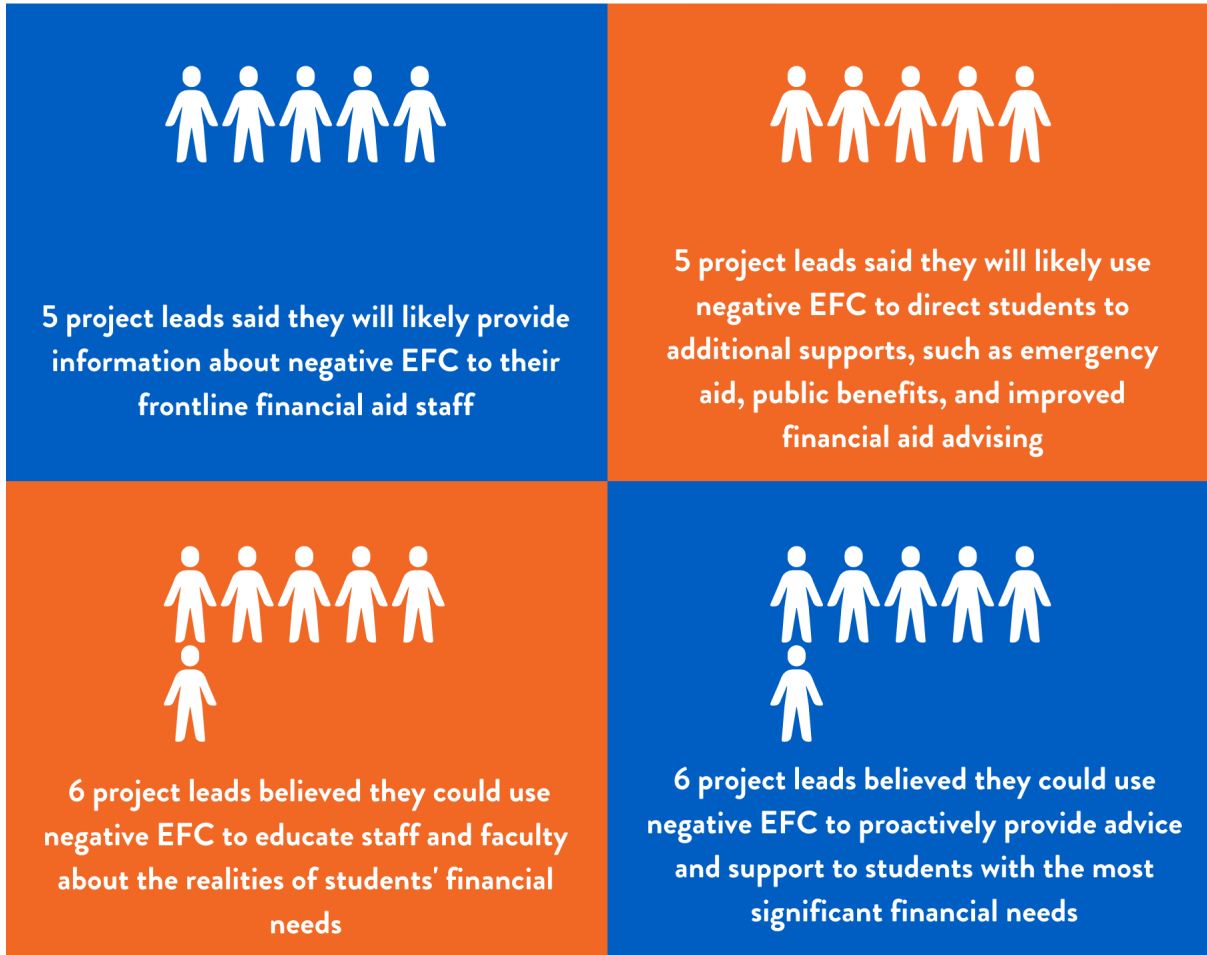 5 project leads said they will likely provide
information about negative EFC to their
frontline financial aid staff
5 project leads said they will likely use
negative EFC to direct students to
additional supports, such as emergency
aid, public benefits, and improved
financial aid advising
6 project leads believed they could use
negative EFC to educate staff and faculty
about the realities of students' financial
needs
6 project leads believed they could use
negative EFC to proactively provide advice
and support to students with the most
significant financial needs